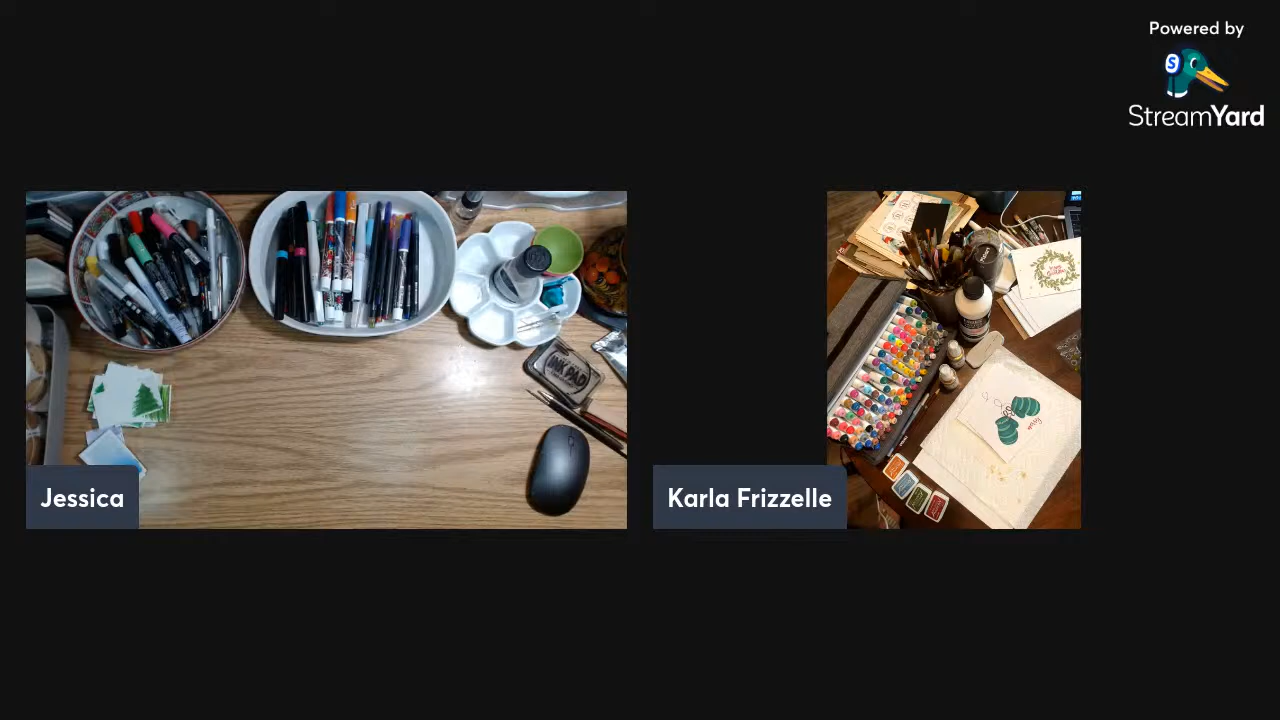 Powered by
S
StreamYard
INK PAD
Jessica
Karla Frizzelle